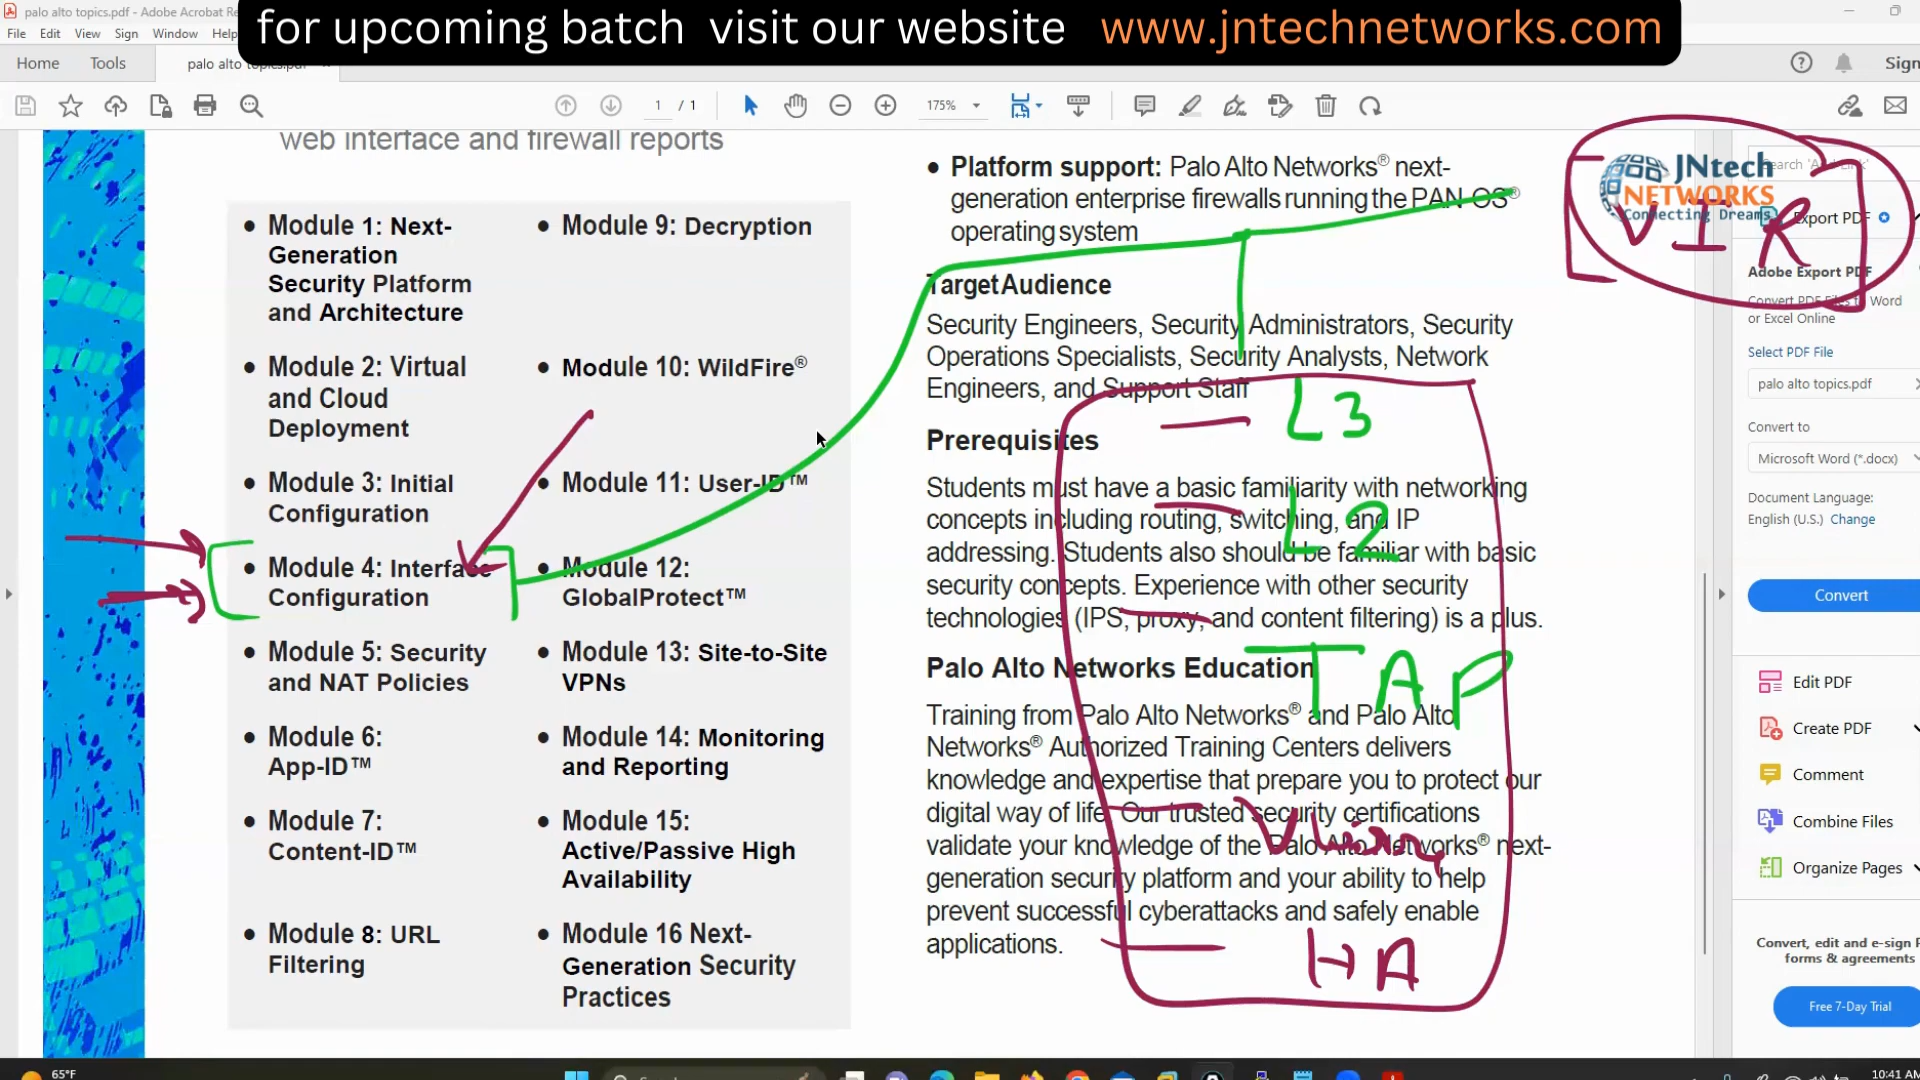 for upcoming batch visit our website www.jntechnetworks.com
palo alto topics.pdf - Adobe Acrobat Re
File Edit View Sign Window Help
Home Tools palo alto topics.pdf
Sign
1 / 1 175%
web interface and firewall reports
• Module 1: Next-
Generation
Security Platform
and Architecture
• Module 2: Virtual
and Cloud
Deployment
• Module 3: Initial
Configuration
• Module 4: Interface
Configuration
• Module 5: Security
and NAT Policies
• Module 6:
App-ID™
• Module 7:
Content-ID™
• Module 8: URL
Filtering
• Module 9: Decryption
• Module 10: WildFire®
• Module 11: User-ID™
• Module 12:
GlobalProtect™
• Module 13: Site-to-Site
VPNs
• Module 14: Monitoring
and Reporting
• Module 15:
Active/Passive High
Availability
• Module 16 Next-
Generation Security
Practices
• Platform support: Palo Alto Networks® next-
generation enterprise firewalls running the PAN-OS®
operating system
Target Audience
Security Engineers, Security Administrators, Security
Operations Specialists, Security Analysts, Network
Engineers, and Support Staff
Prerequisites
Students must have a basic familiarity with networking
concepts including routing, switching, and IP
addressing. Students also should be familiar with basic
security concepts. Experience with other security
technologies (IPS, proxy, and content filtering) is a plus.
Palo Alto Networks Education
Training from Palo Alto Networks® and Palo Alto
Networks® Authorized Training Centers delivers
knowledge and expertise that prepare you to protect our
digital way of life. Our trusted security certifications
validate your knowledge of the Palo Alto Networks® next-
generation security platform and your ability to help
prevent successful cyberattacks and safely enable
applications.
L3
L2
TAP
HA
VIR
JNtech
NETWORKS
Connecting Dreams
Search
Export PDF
Adobe Export PDF
Convert PDF Files to Word
or Excel Online
Select PDF File
palo alto topics.pdf
Convert to
Microsoft Word (*.docx)
Document Language:
English (U.S.) Change
Convert
Edit PDF
Create PDF
Comment
Combine Files
Organize Pages
Convert, edit and e-sign P
forms & agreements
Free 7-Day Trial
65°F
10:41 AM